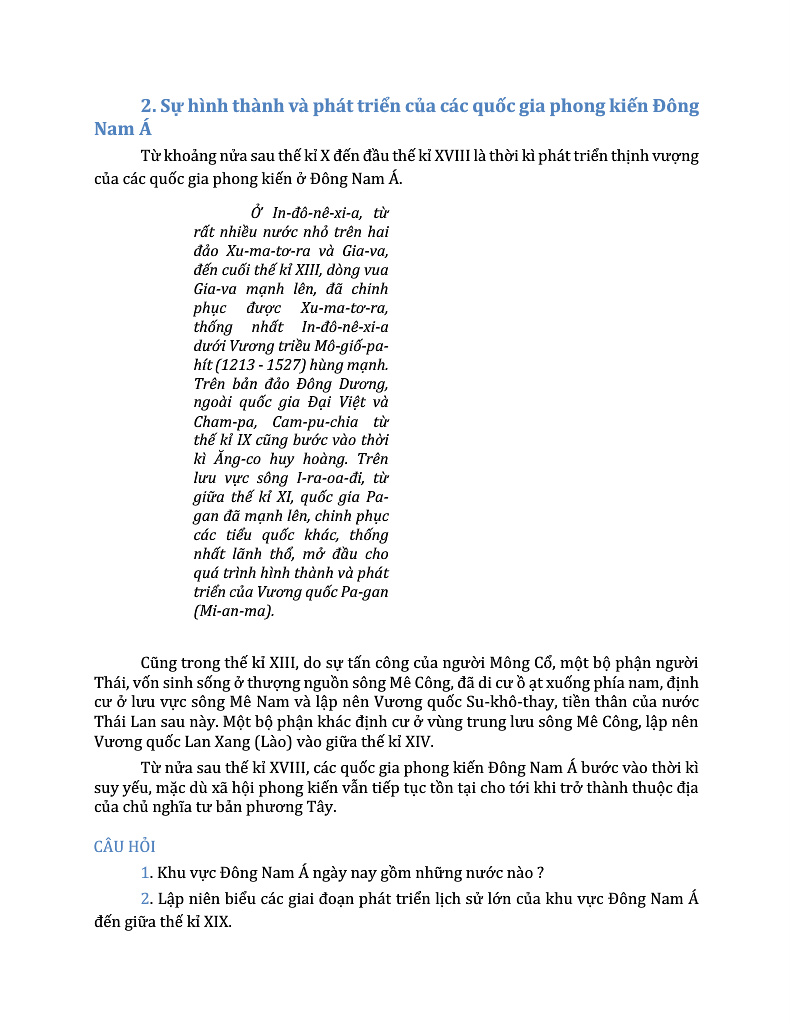 2. Sự hình thành và phát triển của các quốc gia phong kiến Đông
Nam Á
Từ khoảng nửa sau thế kỉ X đến đầu thế kỉ XVIII là thời kì phát triển thịnh vượng
của các quốc gia phong kiến ở Đông Nam Á.
Ở In-đô-nê-xi-a, từ
rất nhiều nước nhỏ trên hai
đảo Xu-ma-tơ-ra và Gia-va,
đến cuối thế kỉ XIII, dòng vua
Gia-va mạnh lên, đã chinh
phục được Xu-ma-tơ-ra,
thống nhất In-đô-nê-xi-a
dưới Vương triều Mô-giô-pa-
hít (1213 - 1527) hùng mạnh.
Trên bản đảo Đông Dương,
ngoài quốc gia Đại Việt và
Cham-pa, Cam-pu-chia từ
thế kỉ IX cũng bước vào thời
kì Ăng-co huy hoàng. Trên
lưu vực sông I-ra-oa-đi, từ
giữa thế kỉ XI, quốc gia Pa-
gan đã mạnh lên, chinh phục
các tiểu quốc khác, thống
nhất lãnh thổ, mở đầu cho
quá trình hình thành và phát
triển của Vương quốc Pa-gan
(Mi-an-ma).
Cũng trong thế kỉ XIII, do sự tấn công của người Mông Cổ, một bộ phận người
Thái, vốn sinh sống ở thượng nguồn sông Mê Công, đã di cư ồ ạt xuống phía nam, định
cư ở lưu vực sông Mê Nam và lập nên Vương quốc Su-khô-thay, tiền thân của nước
Thái Lan sau này. Một bộ phận khác định cư ở vùng trung lưu sông Mê Công, lập nên
Vương quốc Lan Xang (Lào) vào giữa thế kỉ XIV.
Từ nửa sau thế kỉ XVIII, các quốc gia phong kiến Đông Nam Á bước vào thời kì
suy yếu, mặc dù xã hội phong kiến vẫn tiếp tục tồn tại cho tới khi trở thành thuộc địa
của chủ nghĩa tư bản phương Tây.
CÂU HỎI
1. Khu vực Đông Nam Á ngày nay gồm những nước nào ?
2. Lập niên biểu các giai đoạn phát triển lịch sử lớn của khu vực Đông Nam Á
đến giữa thế kỉ XIX.